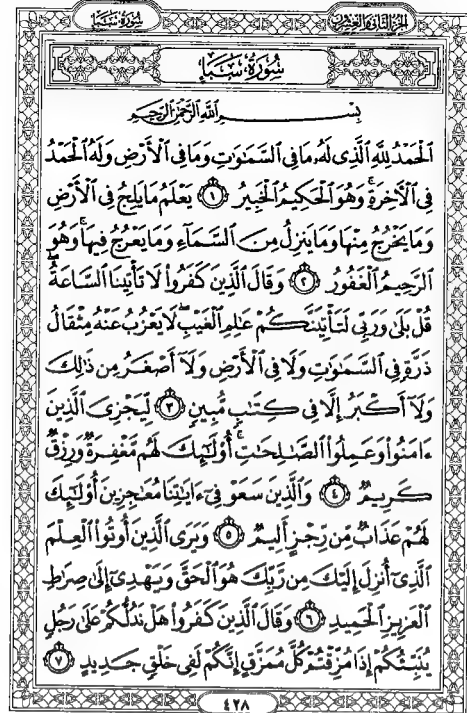 الجزء الثاني والعشرون
سورة سبإ
سورة سبإ
بِسْمِ ٱللَّهِ ٱلرَّحْمَٰنِ ٱلرَّحِيمِ
ٱلْحَمْدُ لِلَّهِ ٱلَّذِى لَهُۥ مَا فِى ٱلسَّمَٰوَٰتِ وَمَا فِى ٱلْأَرْضِ وَلَهُ ٱلْحَمْدُ
فِى ٱلْأَخِرَةِ ۚ وَهُوَ ٱلْحَكِيمُ ٱلْخَبِيرُ ١ يَعْلَمُ مَا يَلِجُ فِى ٱلْأَرْضِ
وَمَا يَخْرُجُ مِنْهَا وَمَا يَنزِلُ مِنَ ٱلسَّمَآءِ وَمَا يَعْرُجُ فِيهَا ۚ وَهُوَ
ٱلرَّحِيمُ ٱلْغَفُورُ ٢ وَقَالَ ٱلَّذِينَ كَفَرُوا۟ لَا تَأْتِينَا ٱلسَّاعَةُ ۖ
قُلْ بَلَىٰ وَرَبِّى لَتَأْتِيَنَّكُمْ عَٰلِمِ ٱلْغَيْبِ ۖ لَا يَعْزُبُ عَنْهُ مِثْقَالُ
ذَرَّةٍ فِى ٱلسَّمَٰوَٰتِ وَلَا فِى ٱلْأَرْضِ وَلَآ أَصْغَرُ مِن ذَٰلِكَ
وَلَآ أَكْبَرُ إِلَّا فِى كِتَٰبٍ مُّبِينٍ ٣ لِّيَجْزِىَ ٱلَّذِينَ
ءَامَنُوا۟ وَعَمِلُوا۟ ٱلصَّٰلِحَٰتِ ۚ أُو۟لَٰٓئِكَ لَهُم مَّغْفِرَةٌ وَرِزْقٌ
كَرِيمٌ ٤ وَٱلَّذِينَ سَعَوْ فِىٓ ءَايَٰتِنَا مُعَٰجِزِينَ أُو۟لَٰٓئِكَ
لَهُمْ عَذَابٌ مِّن رِّجْزٍ أَلِيمٌ ٥ وَيَرَى ٱلَّذِينَ أُوتُوا۟ ٱلْعِلْمَ
ٱلَّذِىٓ أُنزِلَ إِلَيْكَ مِن رَّبِّكَ هُوَ ٱلْحَقَّ وَيَهْدِىٓ إِلَىٰ صِرَٰطِ
ٱلْعَزِيزِ ٱلْحَمِيدِ ٦ وَقَالَ ٱلَّذِينَ كَفَرُوا۟ هَلْ نَدُلُّكُمْ عَلَىٰ رَجُلٍ
يُنَبِّئُكُمْ إِذَا مُزِّقْتُمْ كُلَّ مُمَزَّقٍ إِنَّكُمْ لَفِى خَلْقٍ جَدِيدٍ ٧
٤٢٨